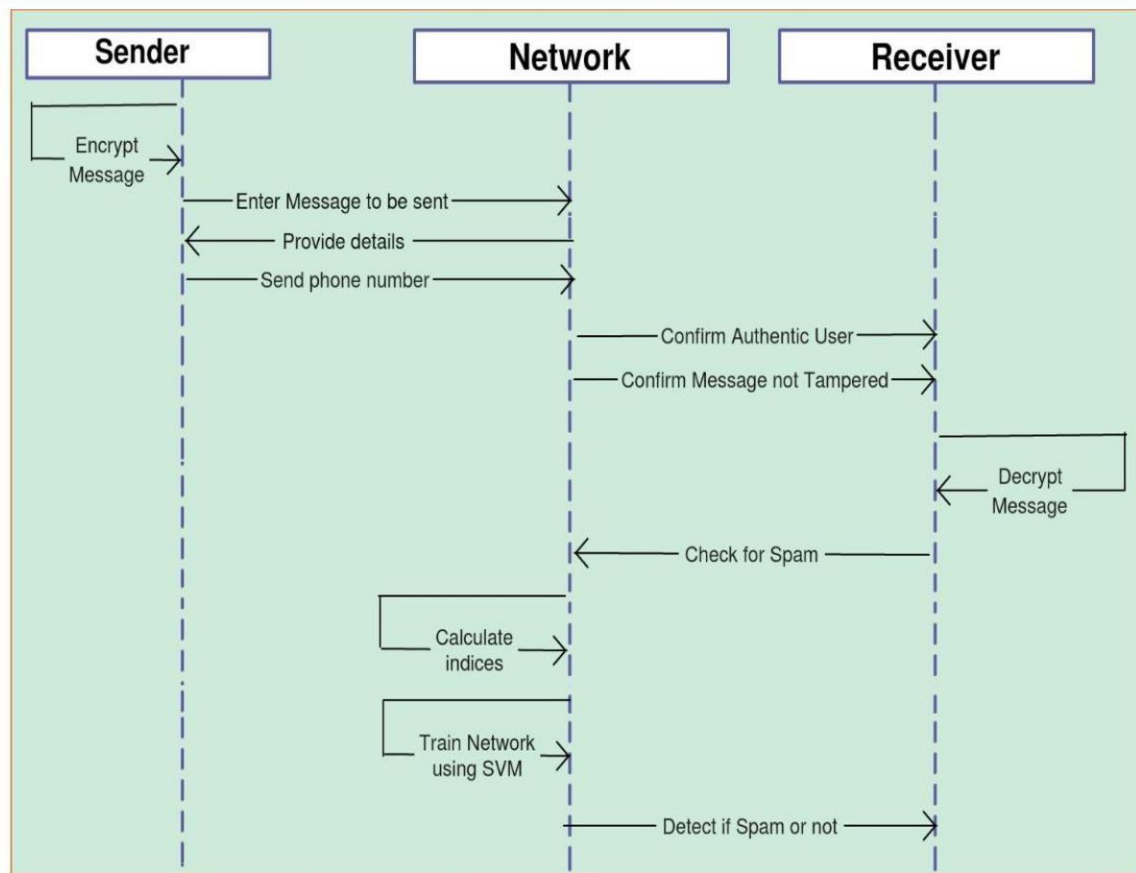 Sender
Network
Receiver
Encrypt
Message
Enter Message to be sent
Provide details
Send phone number
Confirm Authentic User
Confirm Message not Tampered
Decrypt
Message
Check for Spam
Calculate
indices
Train Network
using SVM
Detect if Spam or not